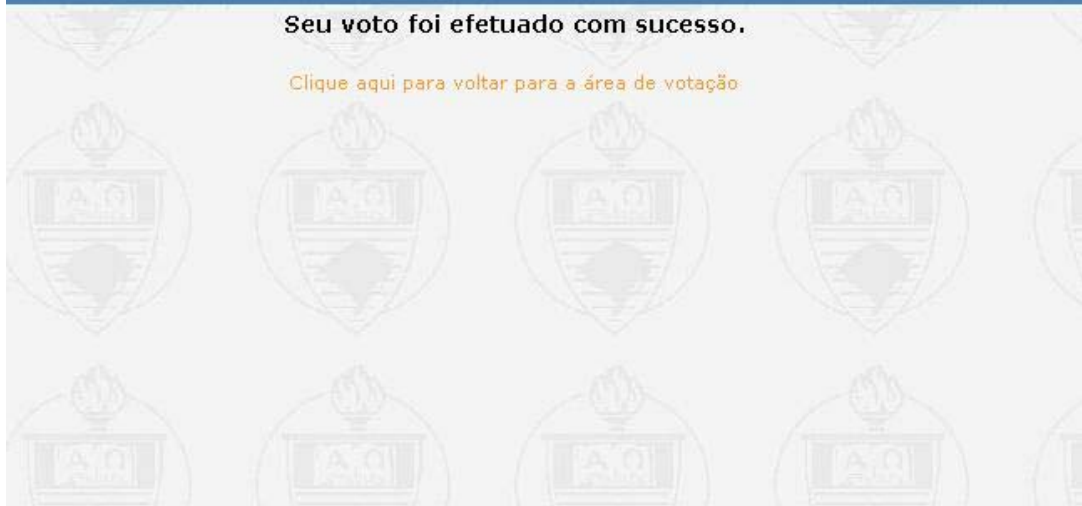 Seu voto foi efetuado com sucesso.
Clique aqui para voltar para a área de votação